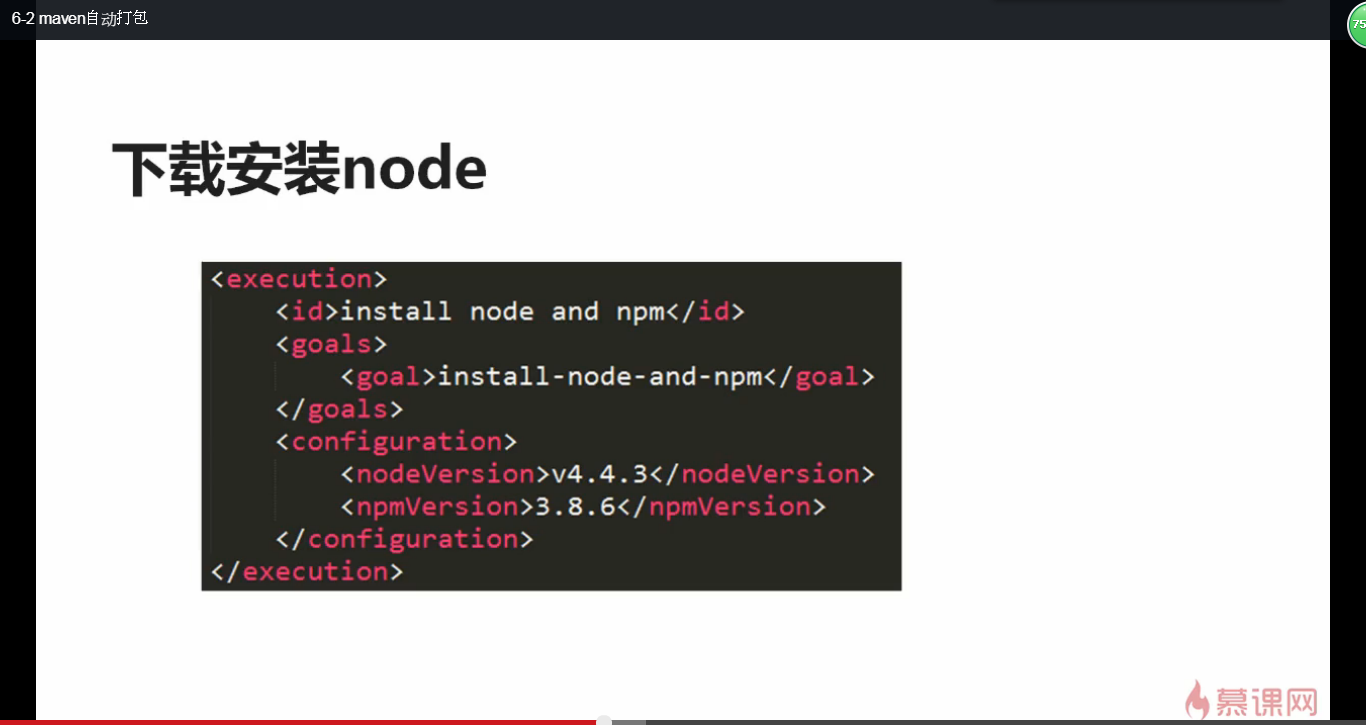 6-2 maven自动打包
75
下载安装node
<execution>
<id>install node and npm</id>
<goals>
<goal>install-node-and-npm</goal>
</goals>
<configuration>
<nodeVersion>v4.4.3</nodeVersion>
<npmVersion>3.8.6</npmVersion>
</configuration>
</execution>
慕课网